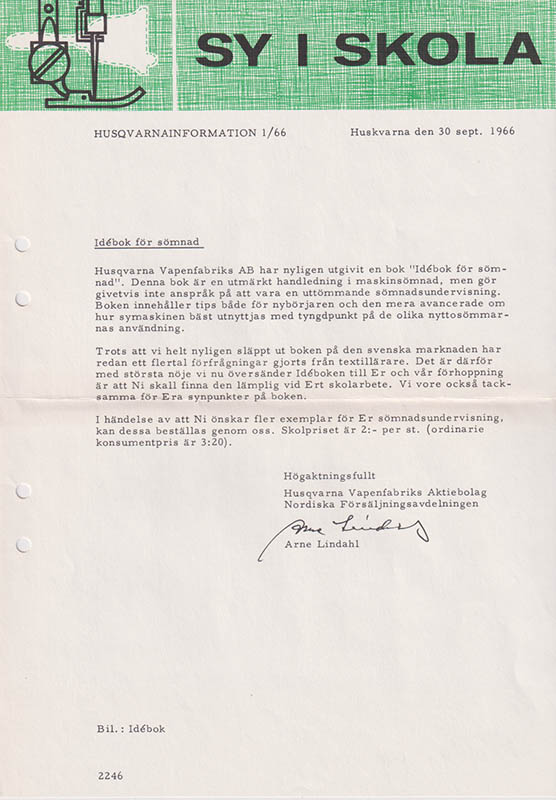 SY I SKOLA
HUSQVARNAINFORMATION 1/66 Huskvarna den 30 sept. 1966
Idébok för sömnad
Husqvarna Vapenfabriks AB har nyligen utgivit en bok "Idébok för söm-
nad". Denna bok är en utmärkt handledning i maskinsömnad, men gör
givetvis inte anspråk på att vara en uttömmande sömnadsundervisning.
Boken innehåller tips både för nybörjaren och den mera avancerade om
hur symaskinen bäst utnyttjas med tyngdpunkt på de olika nyttosömmar-
nas användning.
Trots att vi helt nyligen släppt ut boken på den svenska marknaden har
redan ett flertal förfrågningar gjorts från textillärare. Det är därför
med största nöje vi nu översänder Idéboken till Er och vår förhoppning
är att Ni skall finna den lämplig vid Ert skolarbete. Vi vore också tack-
samma för Era synpunkter på boken.
I händelse av att Ni önskar fler exemplar för Er sömnadsundervisning,
kan dessa beställas genom oss. Skolpriset är 2:- per st. (ordinarie
konsumentpris är 3:20).
Högaktningsfullt
Husqvarna Vapenfabriks Aktiebolag
Nordiska Försäljningsavdelningen
Arne Lindahl
Arne Lindahl
Bil.: Idébok
2246